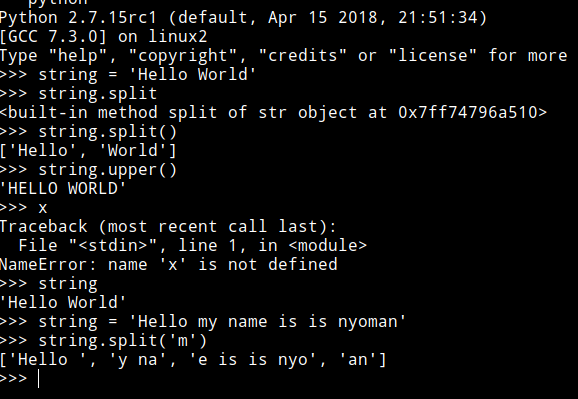 python
Python 2.7.15rc1 (default, Apr 15 2018, 21:51:34)
[GCC 7.3.0] on linux2
Type "help", "copyright", "credits" or "license" for more
>>> string = 'Hello World'
>>> string.split
<built-in method split of str object at 0x7ff74796a510>
>>> string.split()
['Hello', 'World']
>>> string.upper()
'HELLO WORLD'
>>> x
Traceback (most recent call last):
  File "<stdin>", line 1, in <module>
NameError: name 'x' is not defined
>>> string
'Hello World'
>>> string = 'Hello my name is is nyoman'
>>> string.split('m')
['Hello ', 'y na', 'e is is nyo', 'an']
>>>